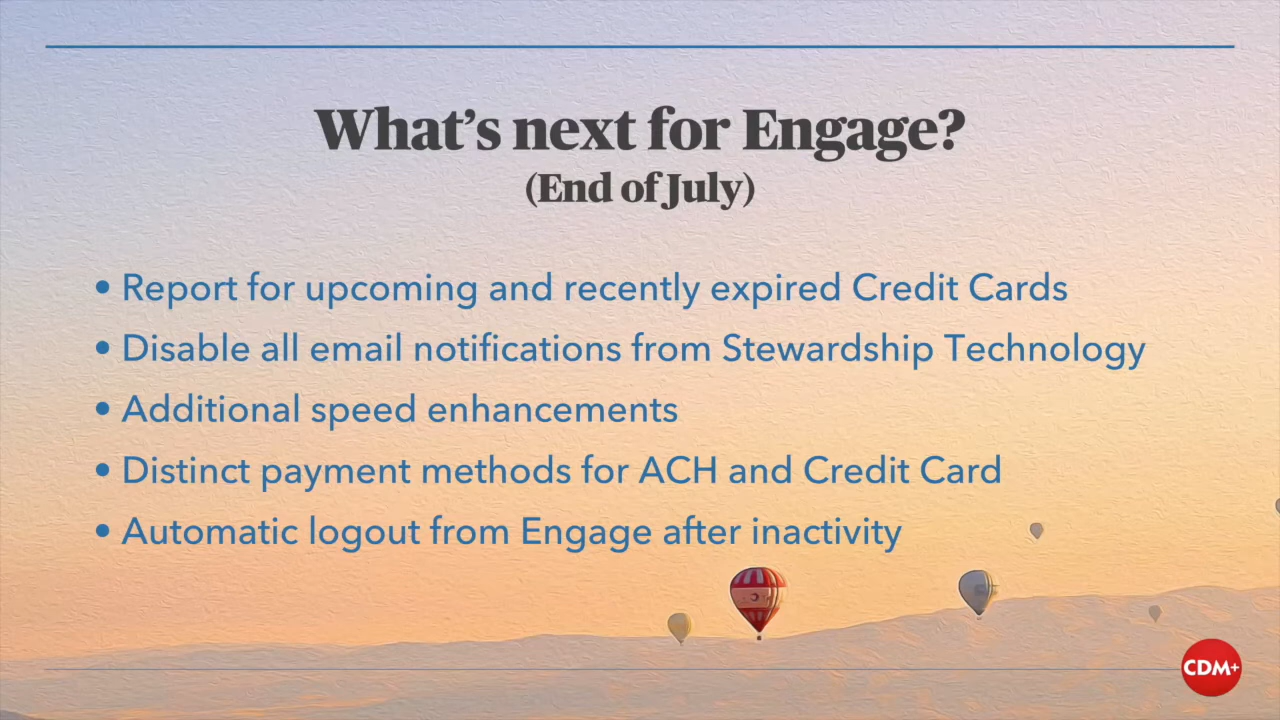 What's next for Engage?
(End of July)
• Report for upcoming and recently expired Credit Cards
• Disable all email notifications from Stewardship Technology
• Additional speed enhancements
• Distinct payment methods for ACH and Credit Card
• Automatic logout from Engage after inactivity
CDM+